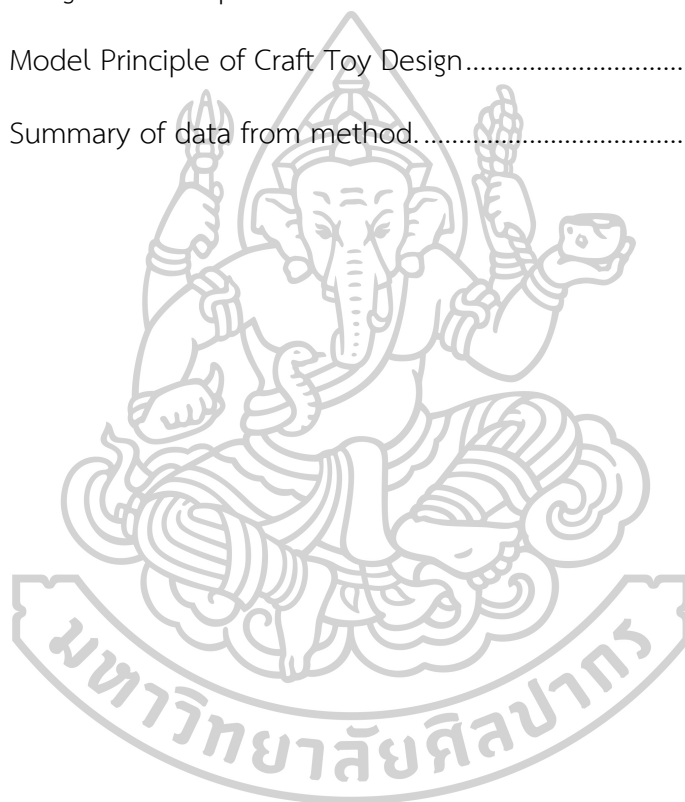 Model Principle of Craft Toy Design..............................
Summary of data from method. ....................................
มหาวิทยาลัยศิลปากร